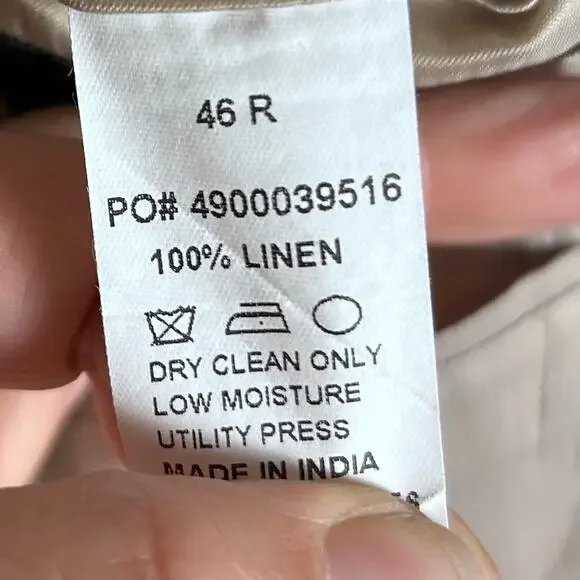 46 R
PO# 4900039516
100% LINEN
DRY CLEAN ONLY
LOW MOISTURE
UTILITY PRESS
MADE IN INDIA